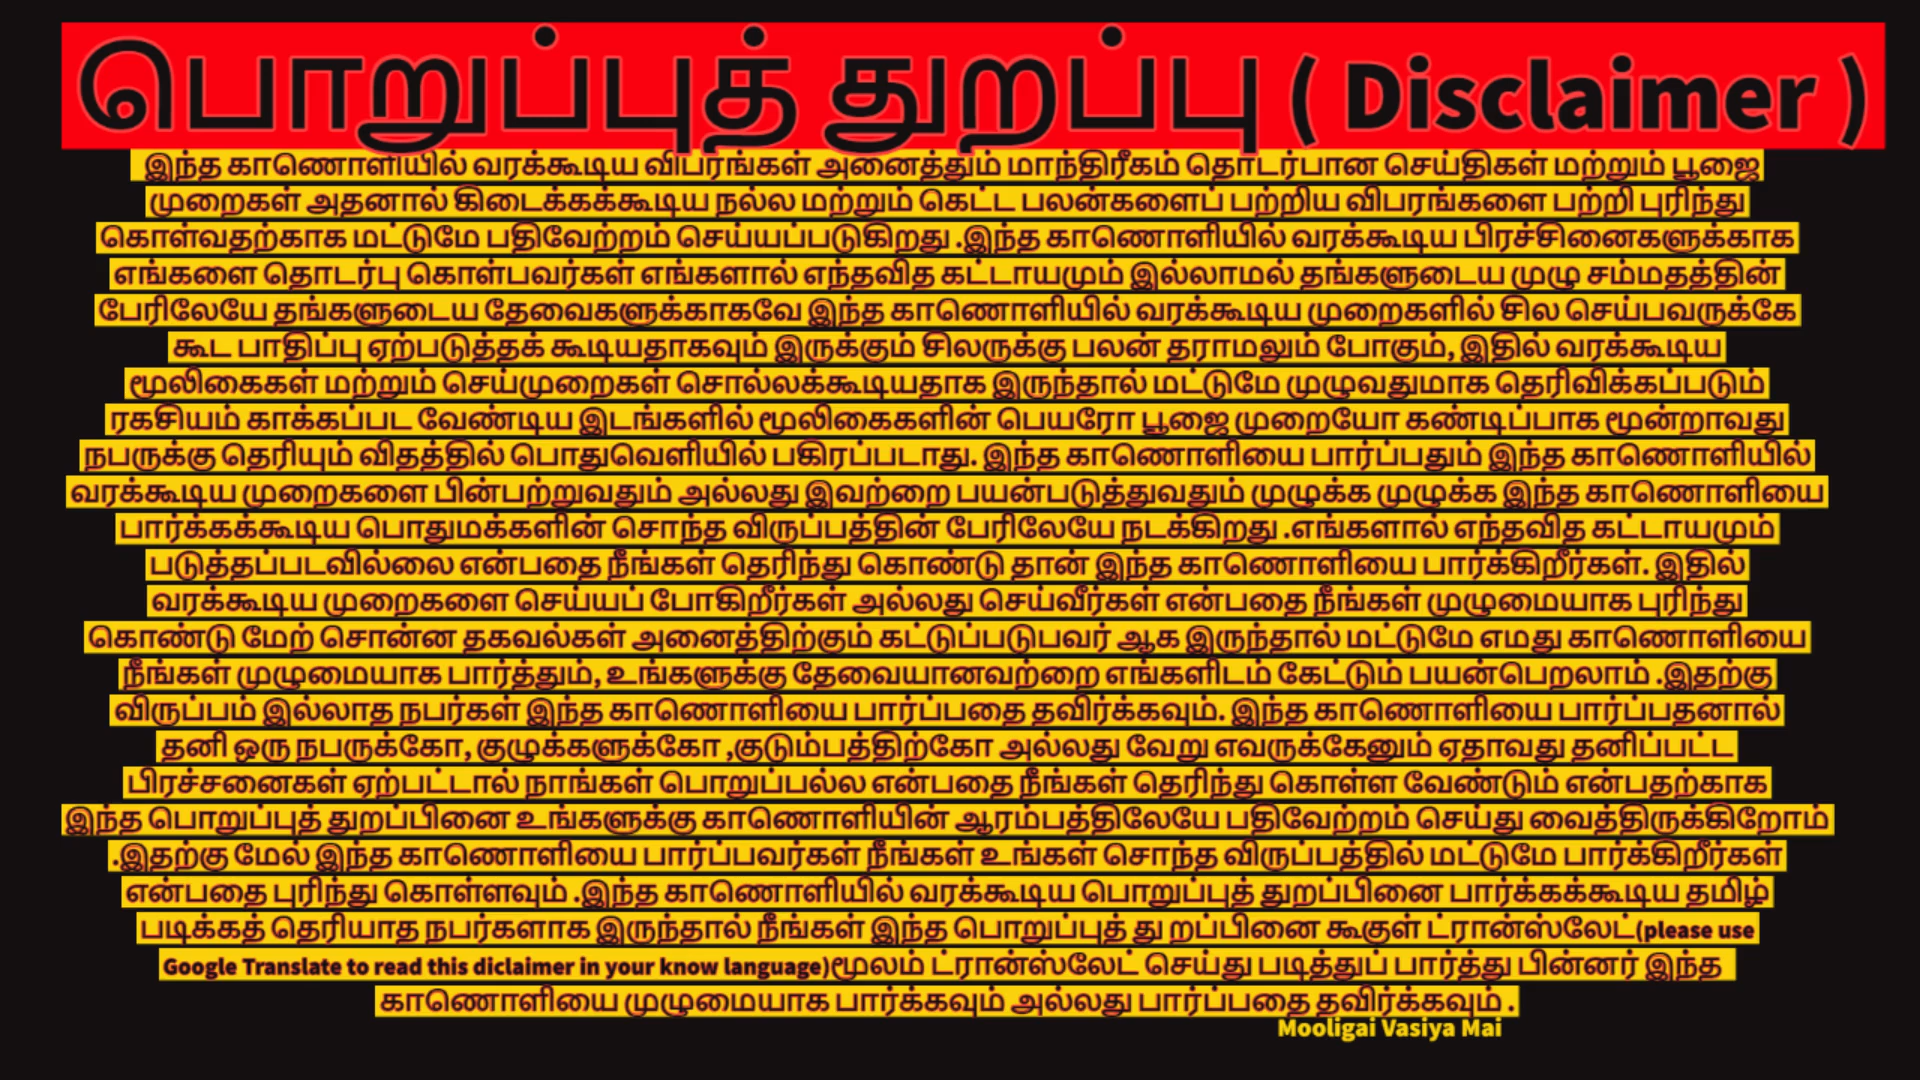 பொறுப்புத் துறப்பு ( Disclaimer )
இந்த காணொளியில் வரக்கூடிய விபரங்கள் அனைத்தும் மாந்திரீகம் தொடர்பான செய்திகள் மற்றும் பூஜை
முறைகள் அதனால் கிடைக்கக்கூடிய நல்ல மற்றும் கெட்ட பலன்களைப் பற்றிய விபரங்களை பற்றி புரிந்து
கொள்வதற்காக மட்டுமே பதிவேற்றம் செய்யப்படுகிறது .இந்த காணொளியில் வரக்கூடிய பிரச்சினைகளுக்காக
எங்களை தொடர்பு கொள்பவர்கள் எங்களால் எந்தவித கட்டாயமும் இல்லாமல் தங்களுடைய முழு சம்மதத்தின்
பேரிலேயே தங்களுடைய தேவைகளுக்காகவே இந்த காணொளியில் வரக்கூடிய முறைகளில் சில செய்பவருக்கே
கூட பாதிப்பு ஏற்படுத்தக் கூடியதாகவும் இருக்கும் சிலருக்கு பலன் தராமலும் போகும், இதில் வரக்கூடிய
மூலிகைகள் மற்றும் செய்முறைகள் சொல்லக்கூடியதாக இருந்தால் மட்டுமே முழுவதுமாக தெரிவிக்கப்படும்
ரகசியம் காக்கப்பட வேண்டிய இடங்களில் மூலிகைகளின் பெயரோ பூஜை முறையோ கண்டிப்பாக மூன்றாவது
நபருக்கு தெரியும் விதத்தில் பொதுவெளியில் பகிரப்படாது. இந்த காணொளியை பார்ப்பதும் இந்த காணொளியில்
வரக்கூடிய முறைகளை பின்பற்றுவதும் அல்லது இவற்றை பயன்படுத்துவதும் முழுக்க முழுக்க இந்த காணொளியை
பார்க்கக்கூடிய பொதுமக்களின் சொந்த விருப்பத்தின் பேரிலேயே நடக்கிறது .எங்களால் எந்தவித கட்டாயமும்
படுத்தப்படவில்லை என்பதை நீங்கள் தெரிந்து கொண்டு தான் இந்த காணொளியை பார்க்கிறீர்கள். இதில்
வரக்கூடிய முறைகளை செய்யப் போகிறீர்கள் அல்லது செய்வீர்கள் என்பதை நீங்கள் முழுமையாக புரிந்து
கொண்டு மேற் சொன்ன தகவல்கள் அனைத்திற்கும் கட்டுப்படுபவர் ஆக இருந்தால் மட்டுமே எமது காணொளியை
நீங்கள் முழுமையாக பார்த்தும், உங்களுக்கு தேவையானவற்றை எங்களிடம் கேட்டும் பயன்பெறலாம் .இதற்கு
விருப்பம் இல்லாத நபர்கள் இந்த காணொளியை பார்ப்பதை தவிர்க்கவும். இந்த காணொளியை பார்ப்பதனால்
தனி ஒரு நபருக்கோ, குழுக்களுக்கோ ,குடும்பத்திற்கோ அல்லது வேறு எவருக்கேனும் ஏதாவது தனிப்பட்ட
பிரச்சனைகள் ஏற்பட்டால் நாங்கள் பொறுப்பல்ல என்பதை நீங்கள் தெரிந்து கொள்ள வேண்டும் என்பதற்காக
இந்த பொறுப்புத் துறப்பினை உங்களுக்கு காணொளியின் ஆரம்பத்திலேயே பதிவேற்றம் செய்து வைத்திருக்கிறோம்
.இதற்கு மேல் இந்த காணொளியை பார்ப்பவர்கள் நீங்கள் உங்கள் சொந்த விருப்பத்தில் மட்டுமே பார்க்கிறீர்கள்
என்பதை புரிந்து கொள்ளவும் .இந்த காணொளியில் வரக்கூடிய பொறுப்புத் துறப்பினை பார்க்கக்கூடிய தமிழ்
படிக்கத் தெரியாத நபர்களாக இருந்தால் நீங்கள் இந்த பொறுப்புத் து றப்பினை கூகுள் ட்ரான்ஸ்லேட்(please use
Google Translate to read this diclaimer in your know language)மூலம் ட்ரான்ஸ்லேட் செய்து படித்துப் பார்த்து பின்னர் இந்த
காணொளியை முழுமையாக பார்க்கவும் அல்லது பார்ப்பதை தவிர்க்கவும் .
Mooligai Vasiya Mai